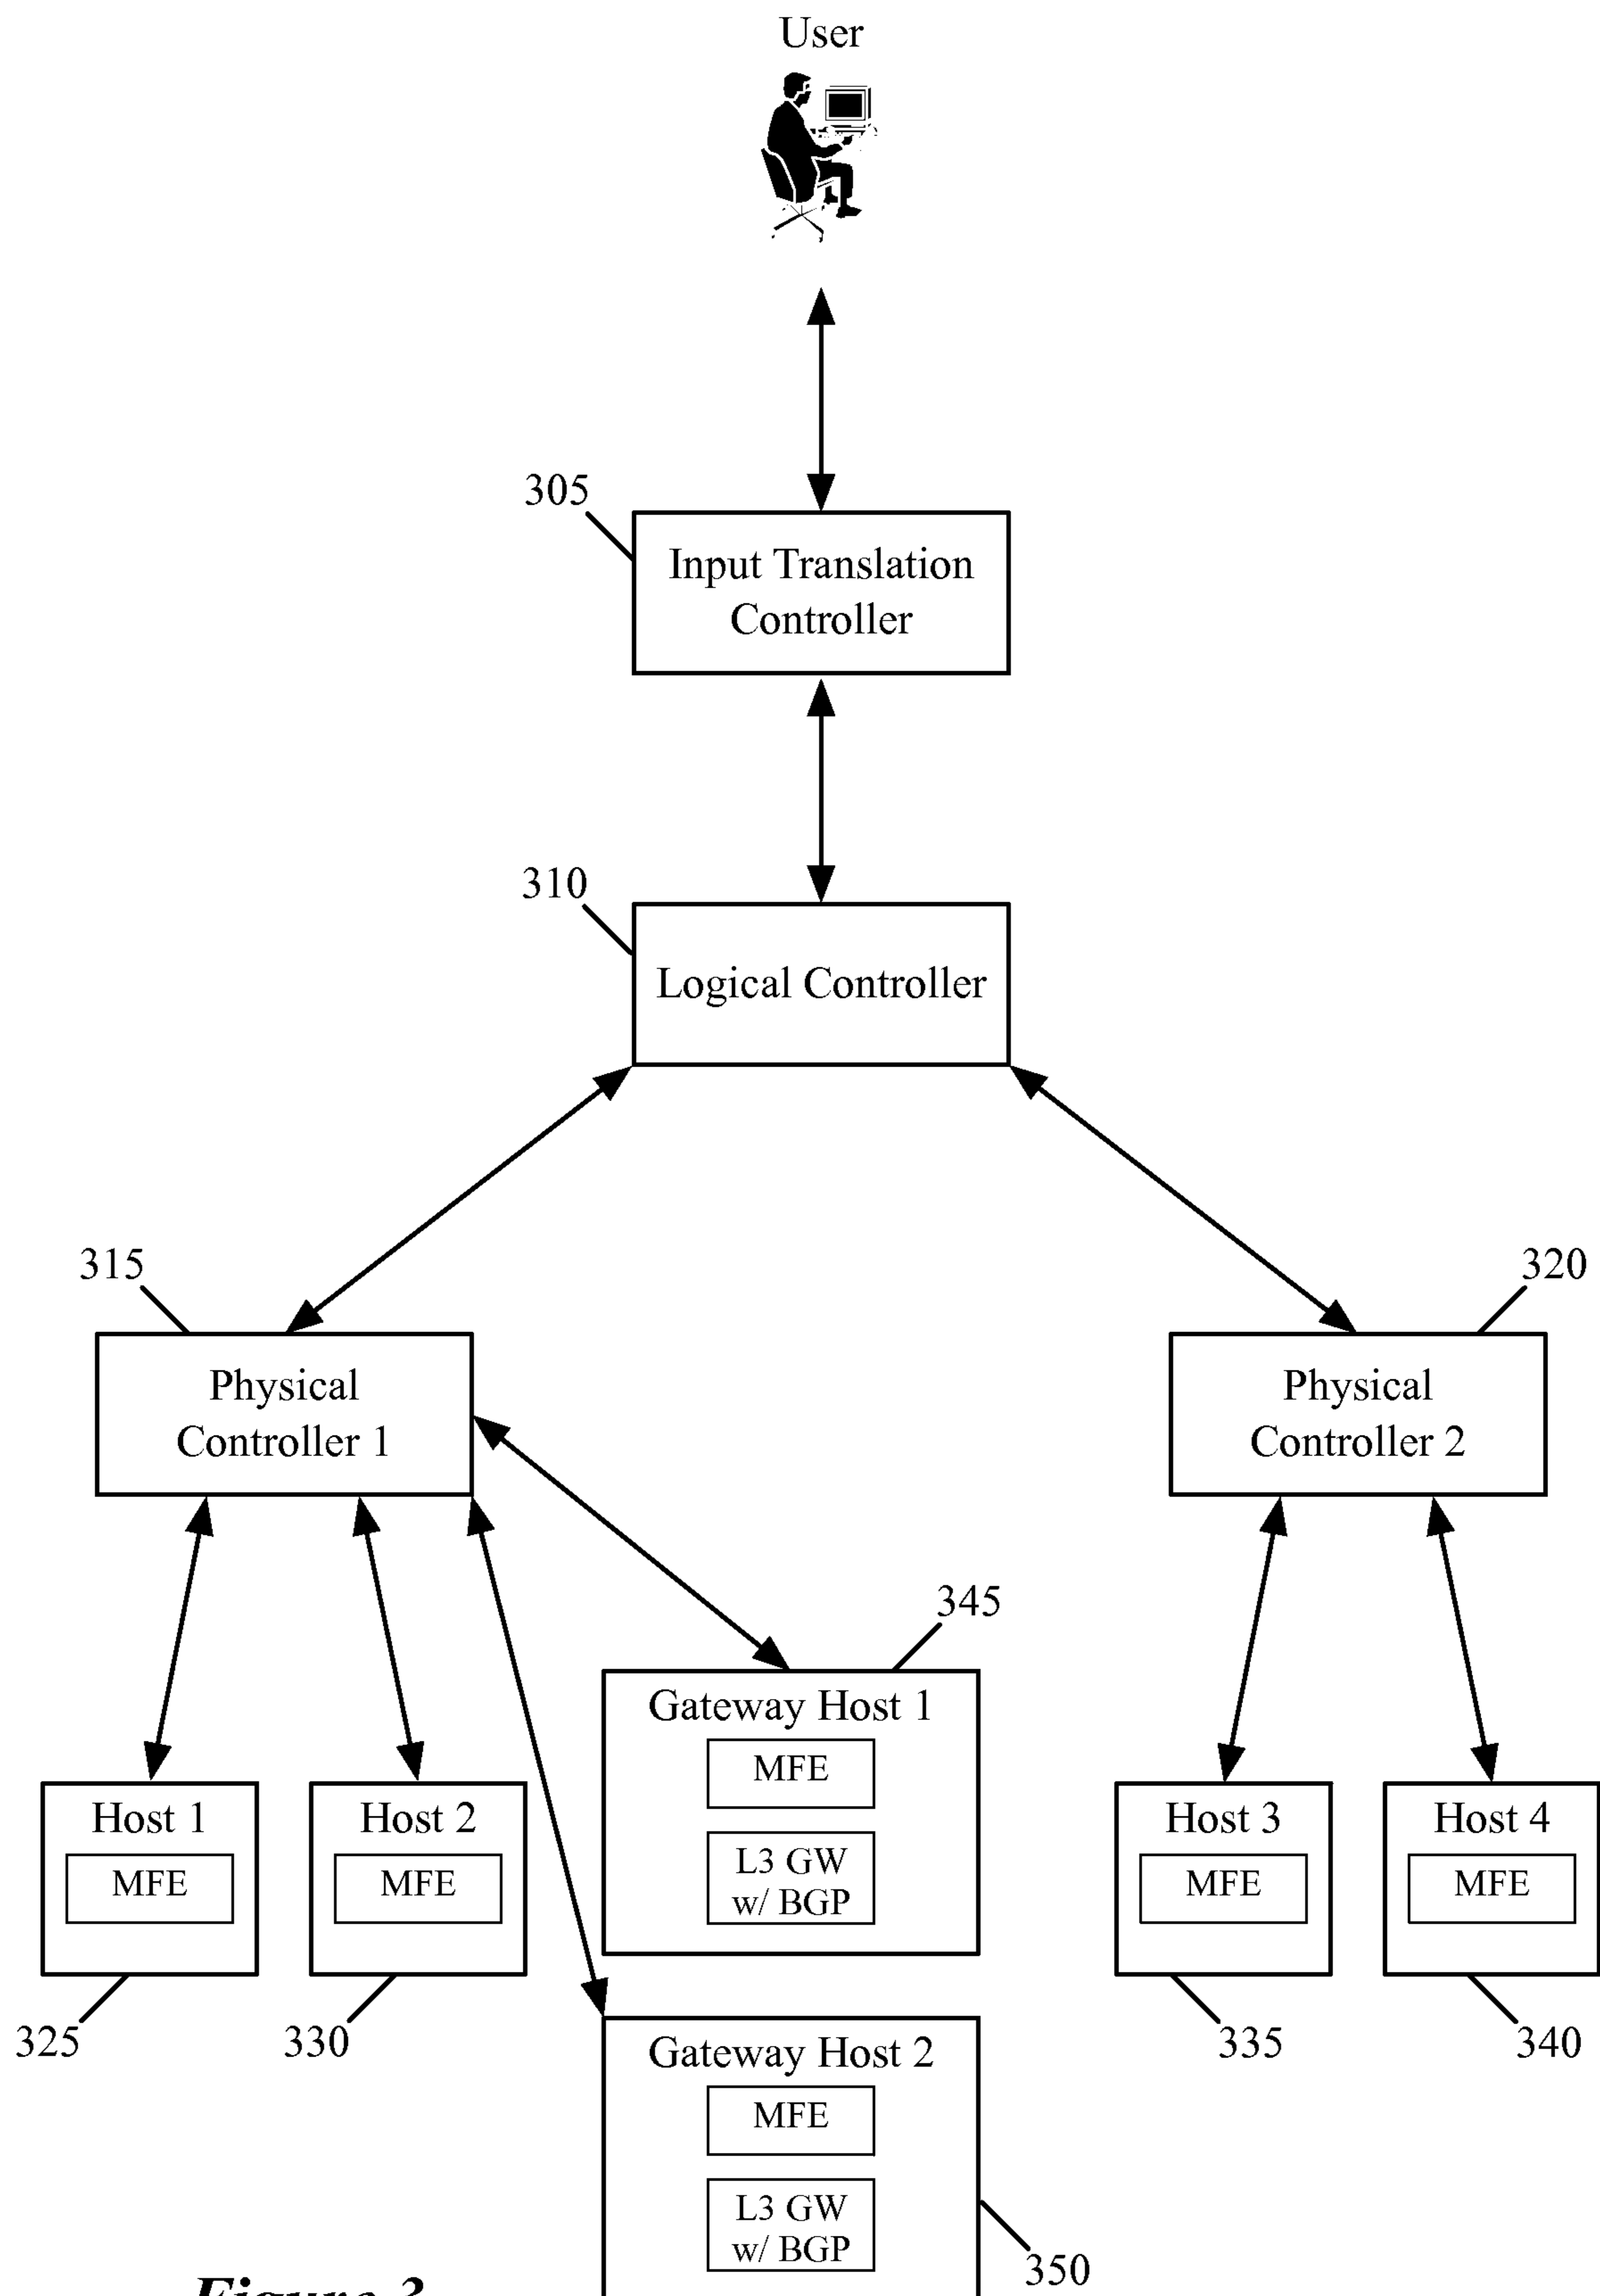 User
305
Input Translation
Controller
310
Logical Controller
315
320
Physical
Controller 1
Physical
Controller 2
345
Gateway Host 1
MFE
L3 GW
w/ BGP
Host 1
MFE
Host 2
MFE
Host 3
MFE
Host 4
MFE
325
330
335
340
Gateway Host 2
MFE
L3 GW
w/ BGP
350
Figure 3